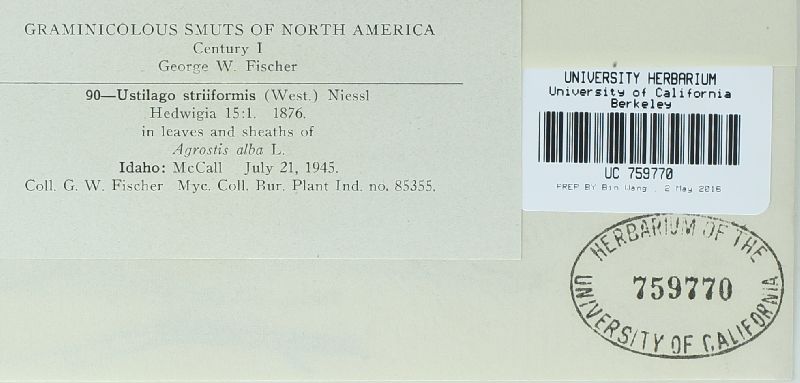 GRAMINICOLOUS SMUTS OF NORTH AMERICA
Century I
George W. Fischer
90—Ustilago striiformis (West.) Niessl
Hedwigia 15:1. 1876.
in leaves and sheaths of
Agrostis alba L.
Idaho: McCall July 21, 1945.
Coll. G. W. Fischer Myc. Coll. Bur. Plant Ind. no. 85355.
UNIVERSITY HERBARIUM
University of California
Berkeley
UC 759770
PREP BY Bin Wang , 2 May 2016
HERBARIUM OF THE
759770
UNIVERSITY OF CALIFORNIA